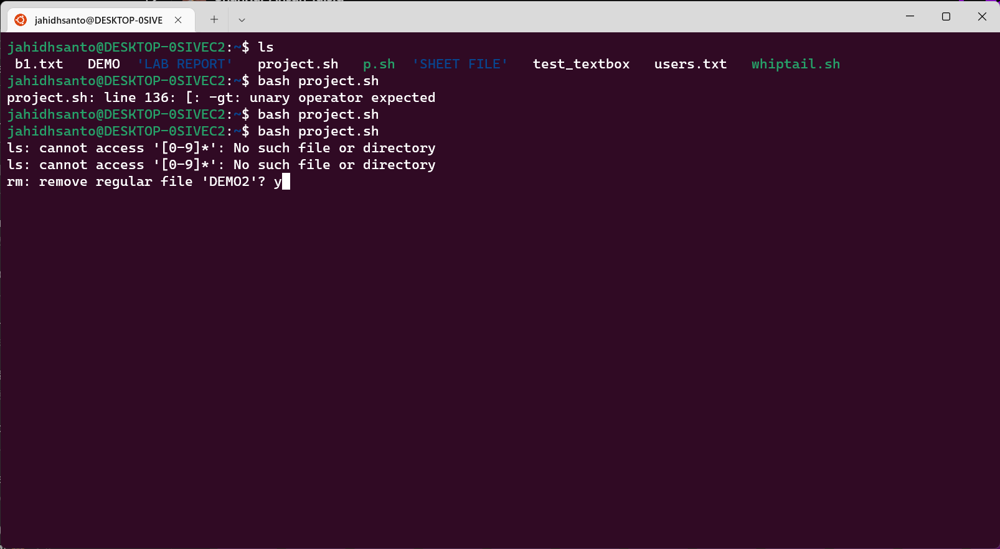 jahidhsanto@DESKTOP-0SIVE
jahidhsanto@DESKTOP-0SIVEC2:~$ ls
b1.txt DEMO 'LAB REPORT' project.sh p.sh 'SHEET FILE' test_textbox users.txt whiptail.sh
jahidhsanto@DESKTOP-0SIVEC2:~$ bash project.sh
project.sh: line 136: [: -gt: unary operator expected
jahidhsanto@DESKTOP-0SIVEC2:~$ bash project.sh
jahidhsanto@DESKTOP-0SIVEC2:~$ bash project.sh
ls: cannot access '[0-9]*': No such file or directory
ls: cannot access '[0-9]*': No such file or directory
rm: remove regular file 'DEMO2'? y